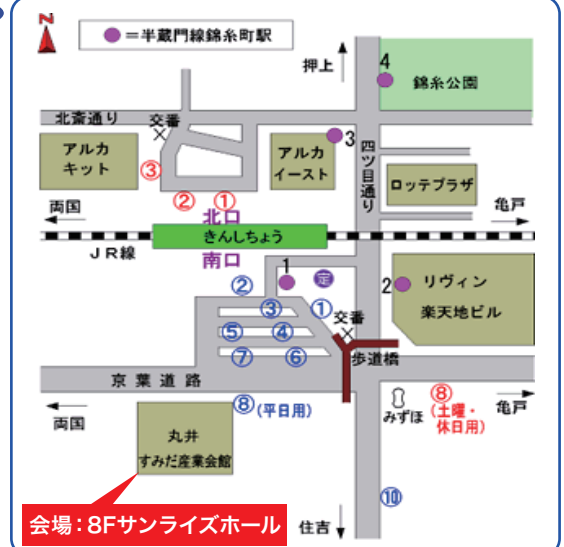 N
●=半蔵門線錦糸町駅
押上
4
錦糸公園
北斎通り
交番
アルカ
キット
③
②
①
アルカ
イースト
3
四ツ目通り
ロッテプラザ
両国
北口
亀戸
きんしちょう
JR線
南口
1
定
2
リヴィン
楽天地ビル
②
③
①
交番
⑤
④
⑦
⑥
歩道橋
京葉道路
⑧(平日用)
みずほ
⑧
(土曜・
休日用)
亀戸
両国
丸井
すみだ産業会館
⑩
会場:8Fサンライズホール
住吉